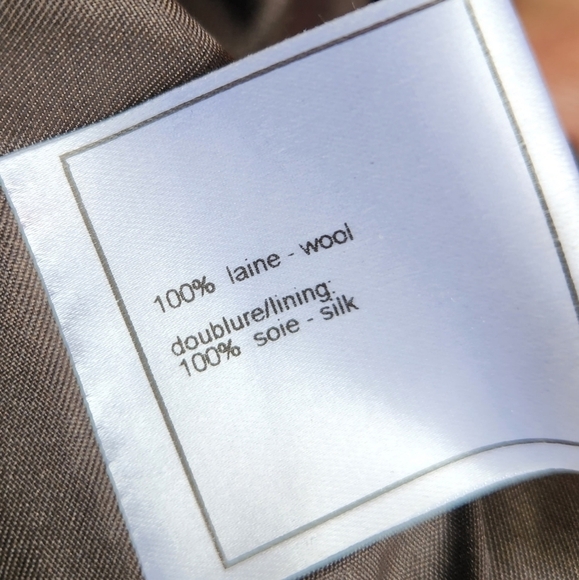 100% laine - wool
doublure/lining:
100% soie - silk